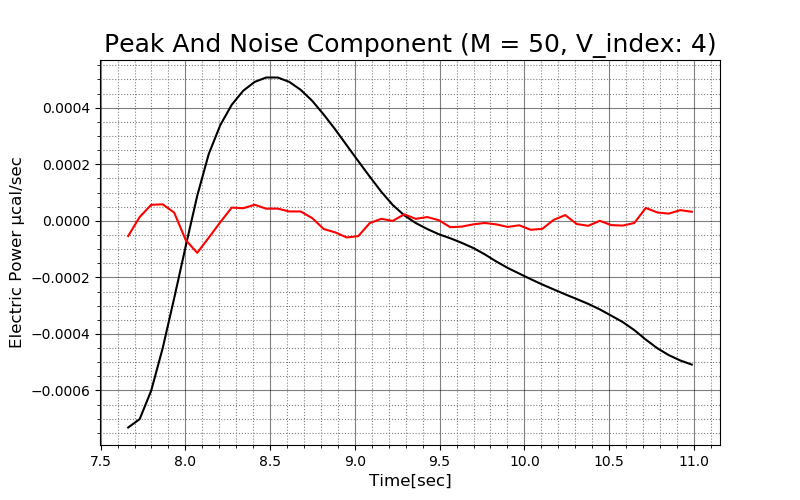 Peak And Noise Component (M = 50, V_index: 4)
Electric Power μcal/sec
0.0004
0.0002
0.0000
−0.0002
−0.0004
−0.0006
7.5 8.0 8.5 9.0 9.5 10.0 10.5 11.0
Time[sec]